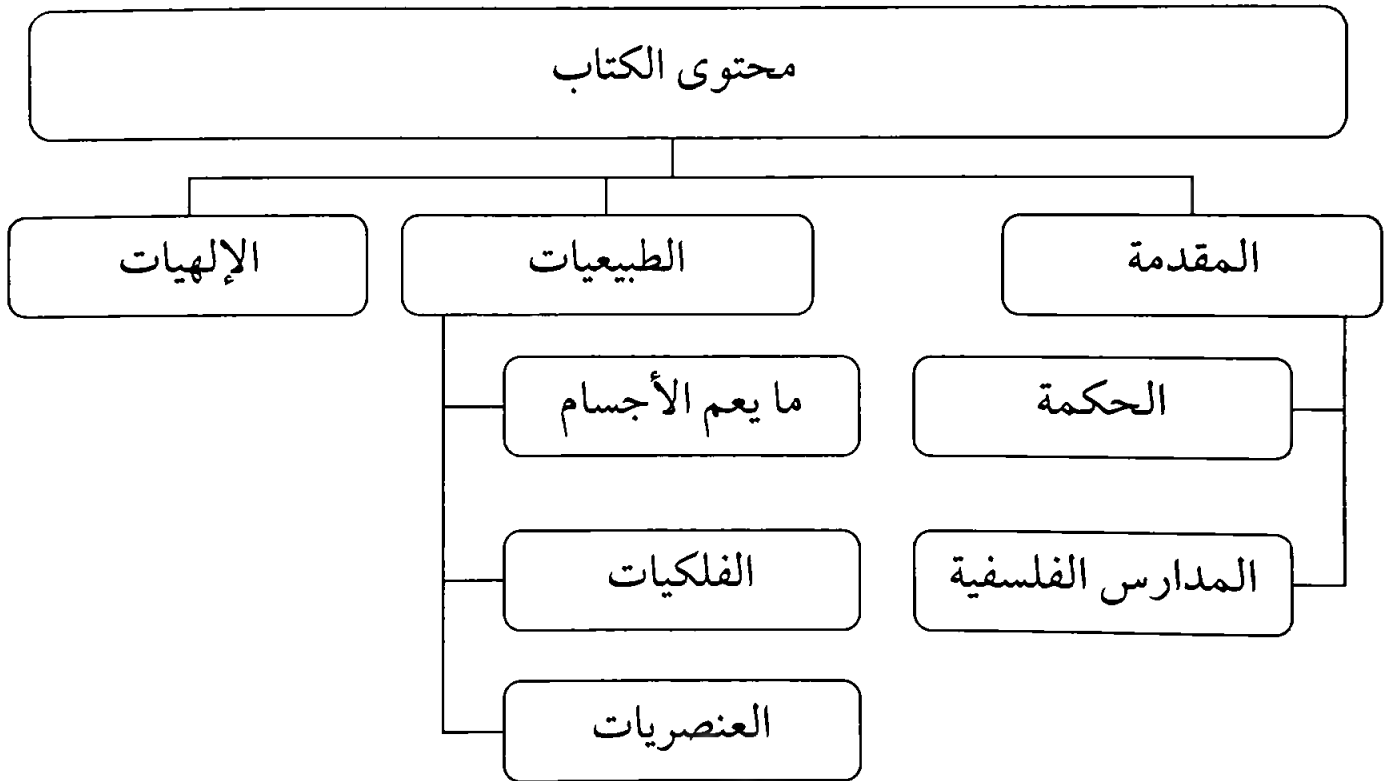 محتوى الكتاب
المقدمة
الطبيعيات
الإلهيات
الحكمة
ما يعم الأجسام
المدارس الفلسفية
الفلكيات
العنصريات